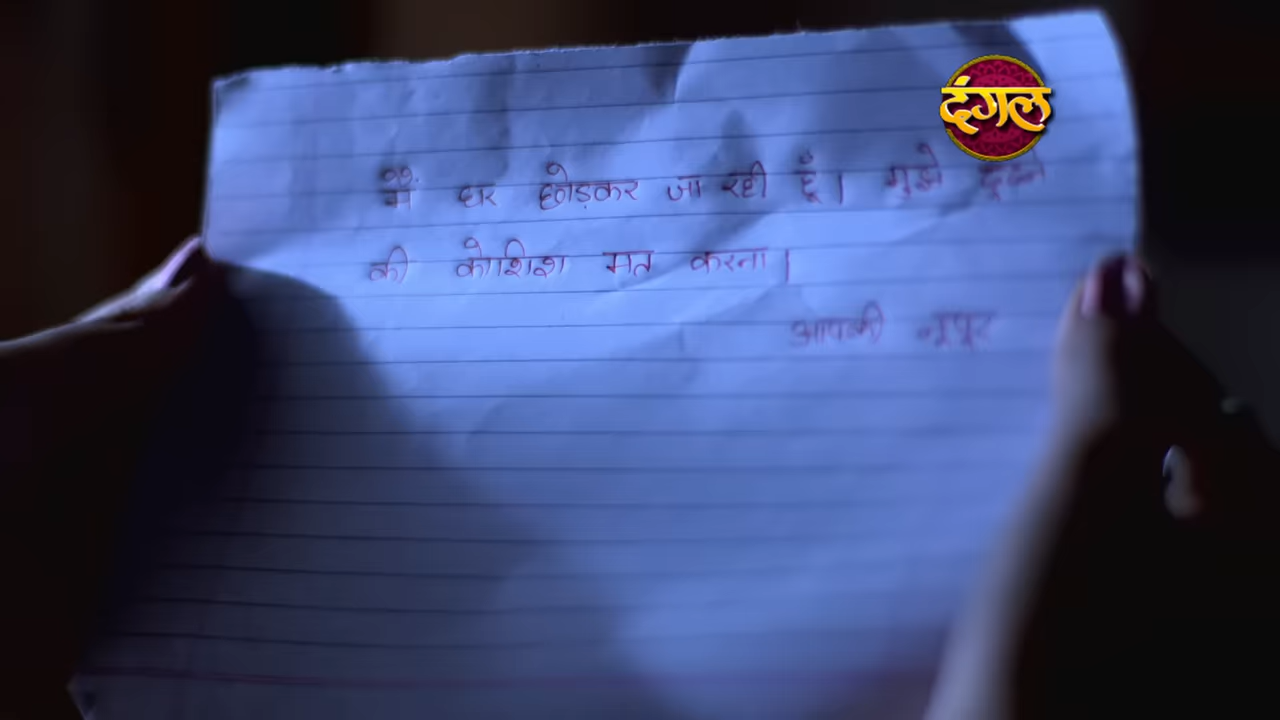 दंगल
मैं घर छोड़कर जा रही हूँ। मुझे ढूंढने
की कोशिश मत करना।
आपकी नूपूर